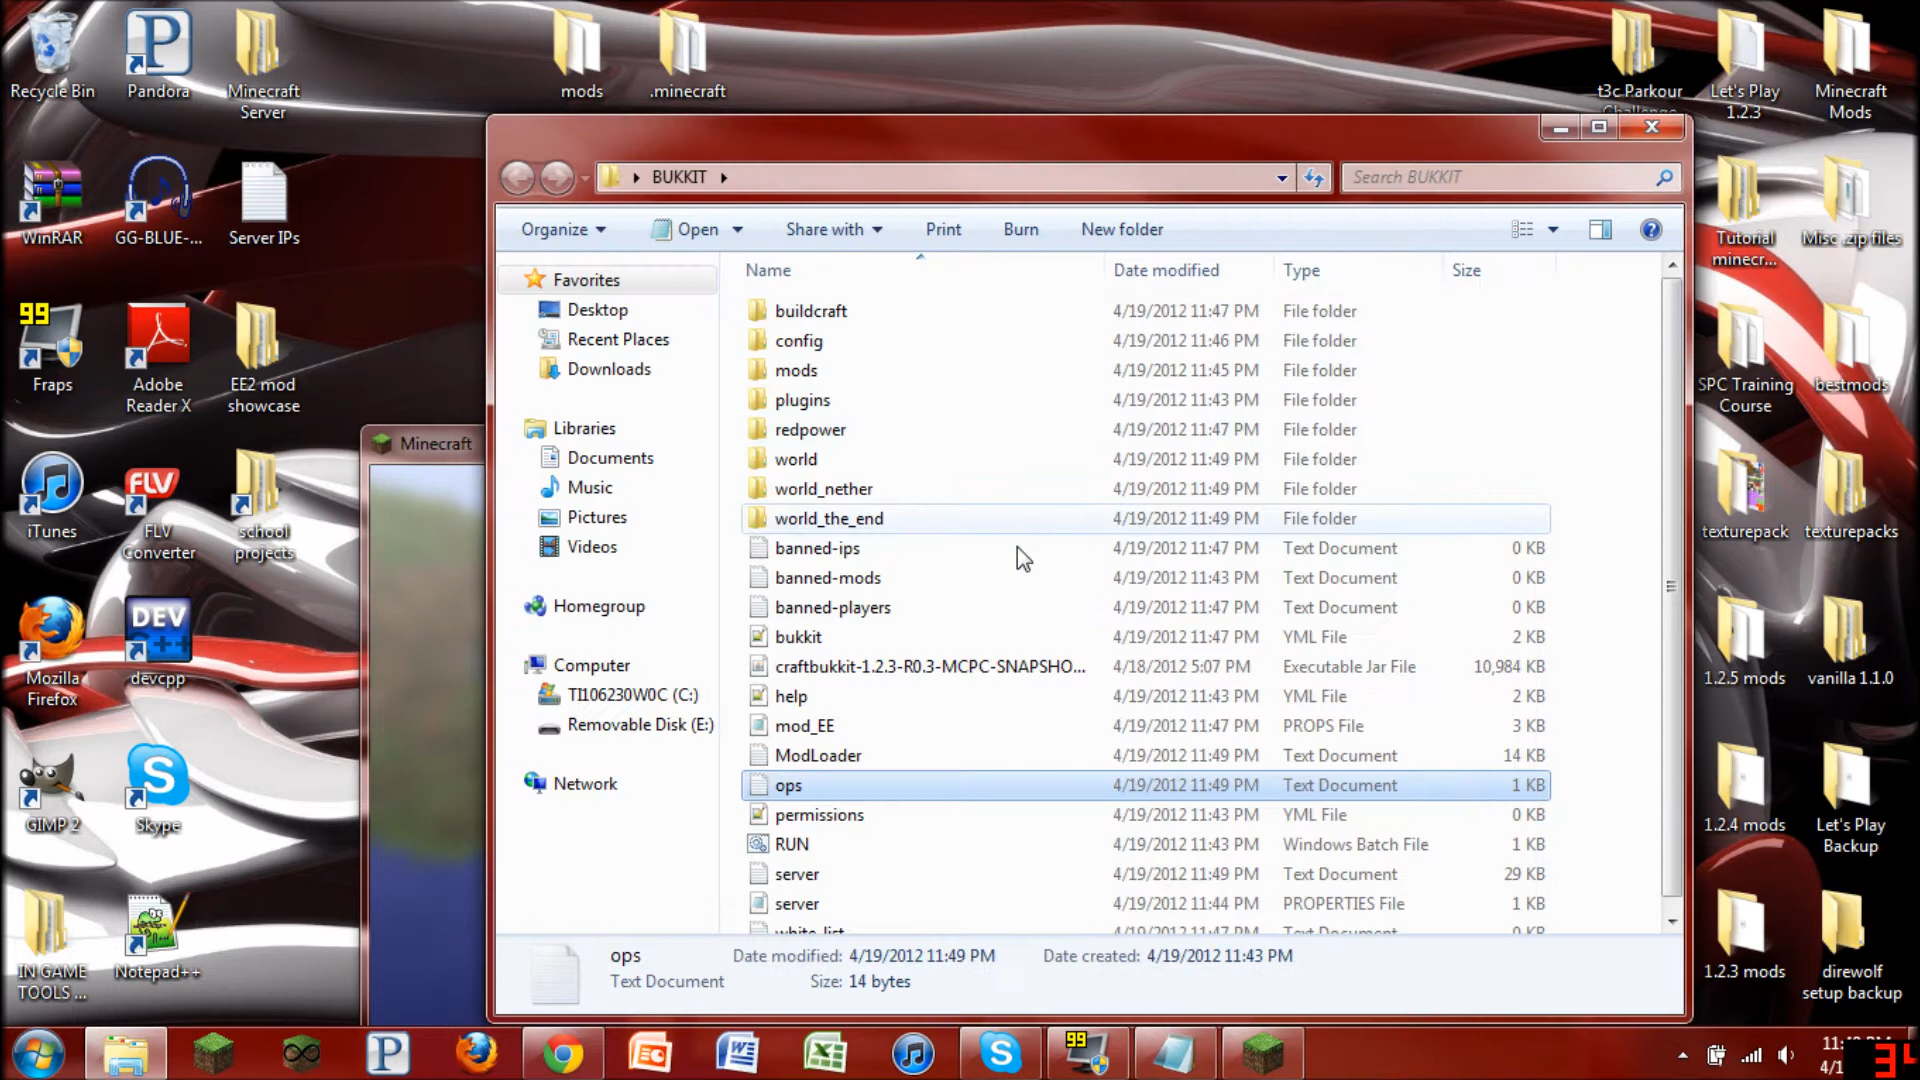 Recycle Bin
Pandora
Minecraft
Server
mods
.minecraft
t3c Parkour
Challenge
Let's Play
1.2.3
Minecraft
Mods
WinRAR
GG-BLUE-...
Server IPs
Tutorial
minecr...
Misc .zip files
99
Fraps
Adobe
Reader X
EE2 mod
showcase
SPC Training
Course
bestmods
iTunes
FLV
FLV
Converter
school
projects
texturepack
texturepacks
Mozilla
Firefox
DEV
C++
devcpp
1.2.5 mods
vanilla 1.1.0
GIMP 2
Skype
1.2.4 mods
Let's Play
Backup
IN GAME
TOOLS ...
Notepad++
1.2.3 mods
direwolf
setup backup
Minecraft
BUKKIT
Search BUKKIT
Organize
Open
Share with
Print
Burn
New folder
Favorites
Desktop
Recent Places
Downloads
Libraries
Documents
Music
Pictures
Videos
Homegroup
Computer
TI106230W0C (C:)
Removable Disk (E:)
Network
Name Date modified Type Size
buildcraft 4/19/2012 11:47 PM File folder
config 4/19/2012 11:46 PM File folder
mods 4/19/2012 11:45 PM File folder
plugins 4/19/2012 11:43 PM File folder
redpower 4/19/2012 11:47 PM File folder
world 4/19/2012 11:49 PM File folder
world_nether 4/19/2012 11:49 PM File folder
world_the_end 4/19/2012 11:49 PM File folder
banned-ips 4/19/2012 11:47 PM Text Document 0 KB
banned-mods 4/19/2012 11:43 PM Text Document 0 KB
banned-players 4/19/2012 11:47 PM Text Document 0 KB
bukkit 4/19/2012 11:47 PM YML File 2 KB
craftbukkit-1.2.3-R0.3-MCPC-SNAPSHO... 4/18/2012 5:07 PM Executable Jar File 10,984 KB
help 4/19/2012 11:43 PM YML File 2 KB
mod_EE 4/19/2012 11:47 PM PROPS File 3 KB
ModLoader 4/19/2012 11:47 PM Text Document 14 KB
ops 4/19/2012 11:49 PM Text Document 1 KB
permissions 4/19/2012 11:43 PM YML File 0 KB
RUN 4/19/2012 11:43 PM Windows Batch File 1 KB
server 4/19/2012 11:49 PM Text Document 29 KB
server 4/19/2012 11:44 PM PROPERTIES File 1 KB
white-list 4/19/2012 11:47 PM Text Document 0 KB
ops Date modified: 4/19/2012 11:49 PM Date created: 4/19/2012 11:43 PM
Text Document Size: 14 bytes
99